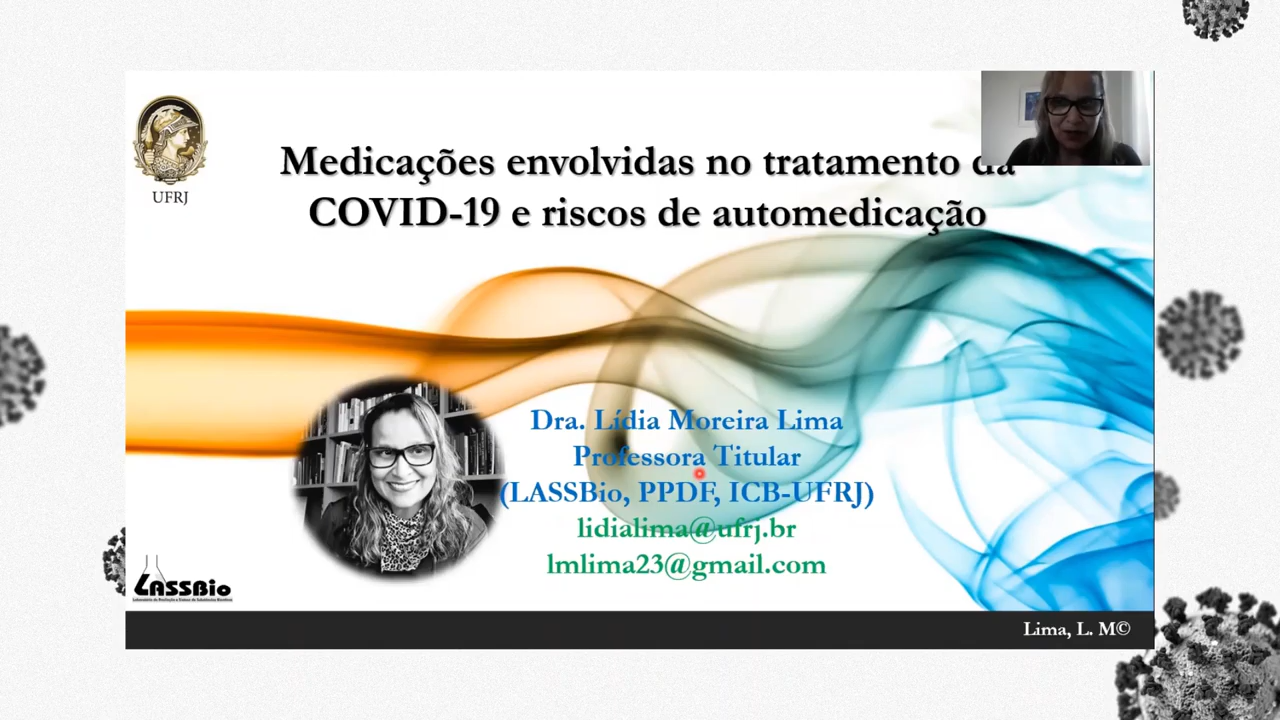 UFRJ
Medicações envolvidas no tratamento da
COVID-19 e riscos de automedicação
Dra. Lídia Moreira Lima
Professora Titular
(LASSBio, PPDF, ICB-UFRJ)
lidialima@ufrj.br
lmlima23@gmail.com
LASSBio
Lima, L. M©